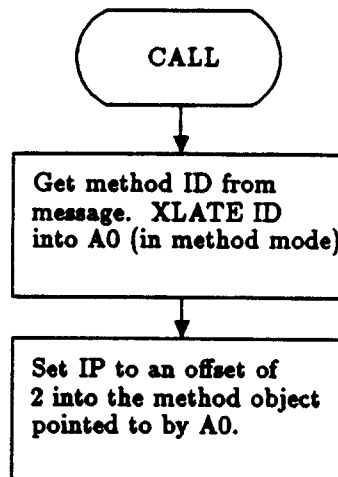 CALL
Get method ID from
message. XLATE ID
into A0 (in method mode)
Set IP to an offset of
2 into the method object
pointed to by A0.